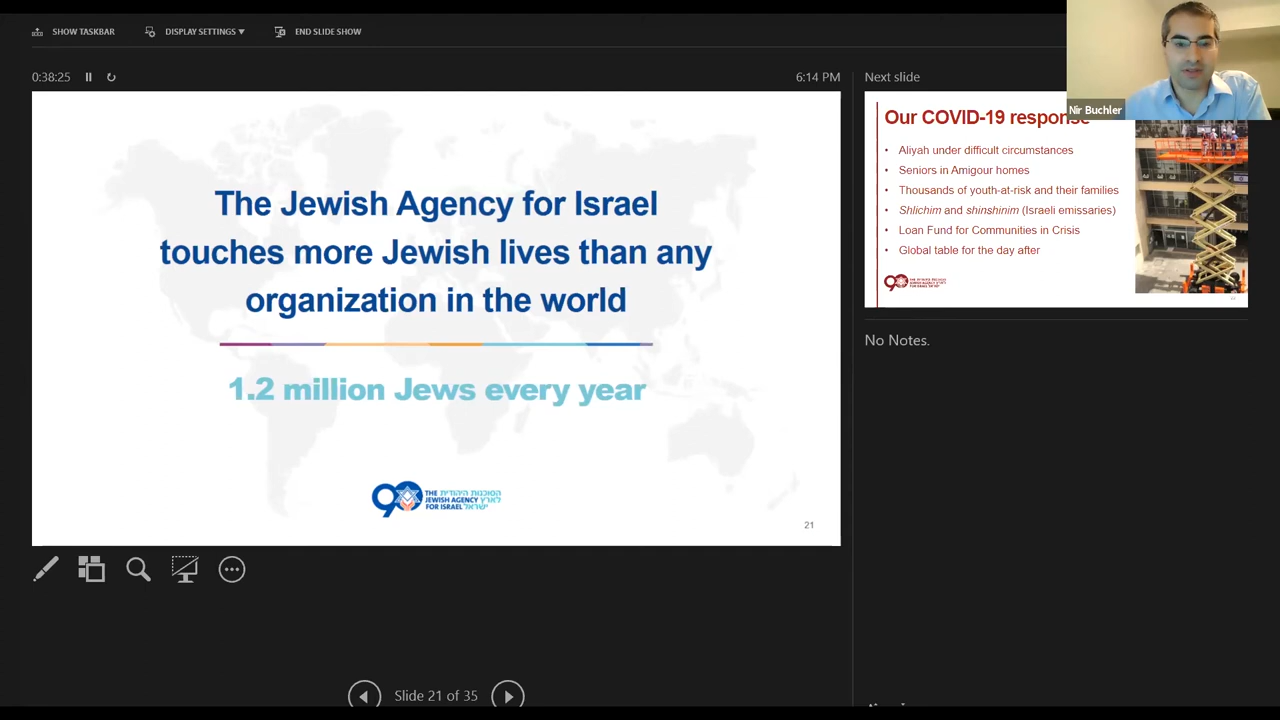 SHOW TASKBAR
DISPLAY SETTINGS ▼
END SLIDE SHOW
0:38:25
6:14 PM
The Jewish Agency for Israel
touches more Jewish lives than any
organization in the world
1.2 million Jews every year
90
THE הסוכנות היהודית
JEWISH AGENCY לארץ
FOR ISRAEL ישראל
21
Slide 21 of 35
Next slide
Nir Buchler
Our COVID-19 response
• Aliyah under difficult circumstances
• Seniors in Amigour homes
• Thousands of youth-at-risk and their families
• Shlichim and shinshinim (Israeli emissaries)
• Loan Fund for Communities in Crisis
• Global table for the day after
90
No Notes.